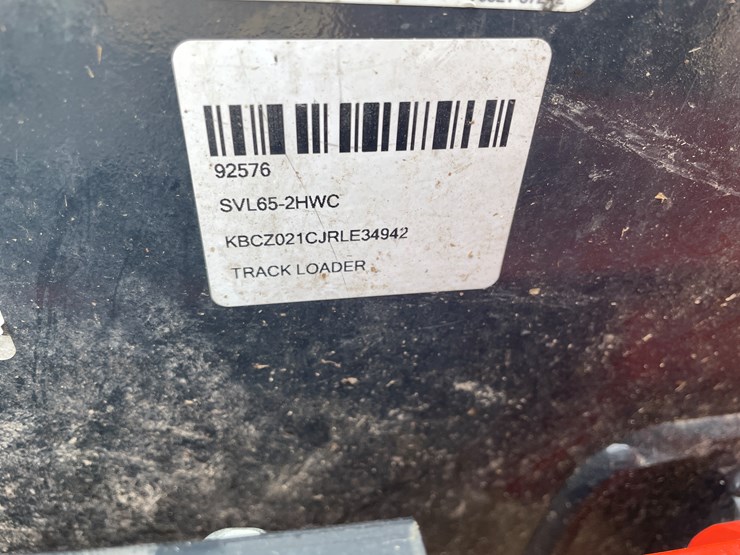 92576
SVL65-2HWC
KBCZ021CJRLE34942
TRACK LOADER